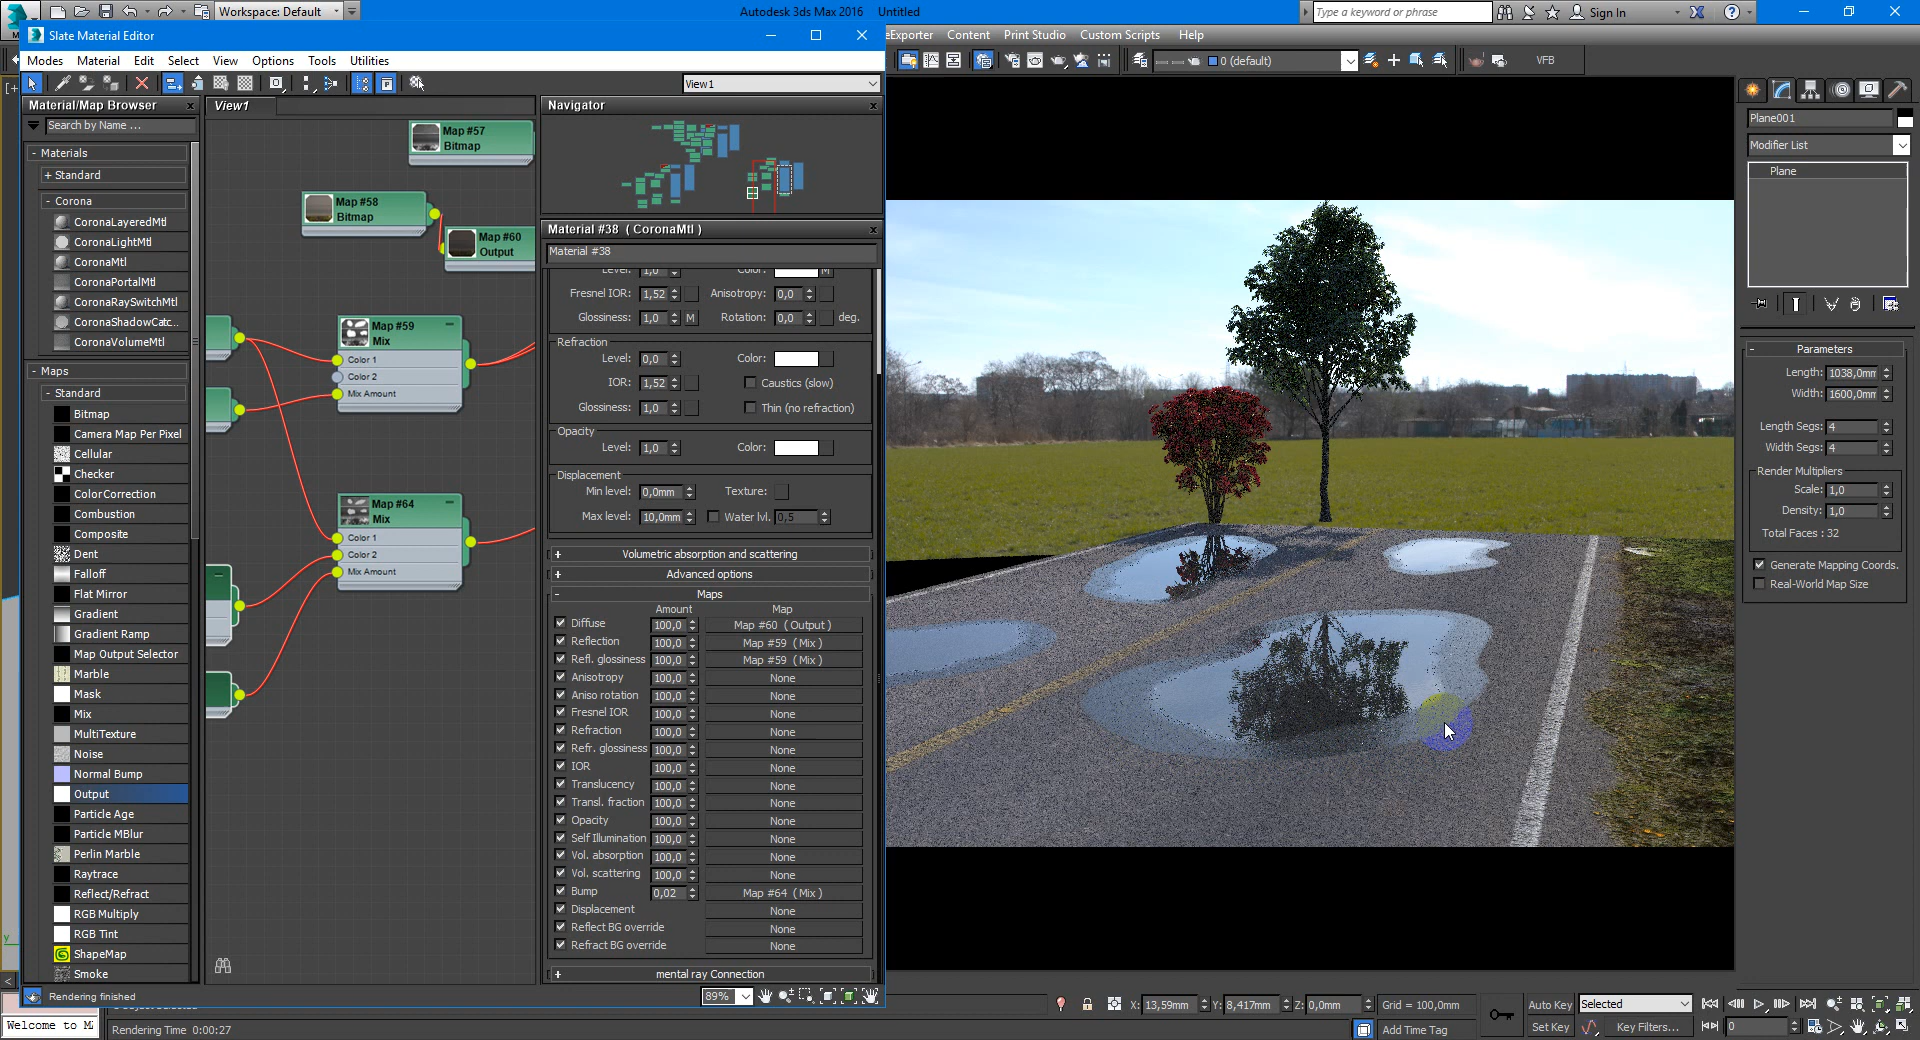 Workspace: Default
Autodesk 3ds Max 2016 Untitled
Type a keyword or phrase
Sign In
Slate Material Editor
eExporter Content Print Studio Custom Scripts Help
Modes Material Edit Select View Options Tools Utilities
0 (default)
VFB
View1
Material/Map Browser
View1
Navigator
Search by Name ...
- Materials
+ Standard
- Corona
CoronaLayeredMtl
CoronaLightMtl
CoronaMtl
CoronaPortalMtl
CoronaRaySwitchMtl
CoronaShadowCatc...
CoronaVolumeMtl
- Maps
- Standard
Bitmap
Camera Map Per Pixel
Cellular
Checker
ColorCorrection
Combustion
Composite
Dent
Falloff
Flat Mirror
Gradient
Gradient Ramp
Map Output Selector
Marble
Mask
Mix
MultiTexture
Noise
Normal Bump
Output
Particle Age
Particle MBlur
Perlin Marble
Raytrace
Reflect/Refract
RGB Multiply
RGB Tint
ShapeMap
Smoke
Map #57
Bitmap
Map #58
Bitmap
Map #60
Output
Map #59
Mix
Color 1
Color 2
Mix Amount
Map #64
Mix
Color 1
Color 2
Mix Amount
Material #38 ( CoronaMtl )
Material #38
Level: 1,0 Color: M
Fresnel IOR: 1,52 Anisotropy: 0,0
Glossiness: 1,0 M Rotation: 0,0 deg.
Refraction
Level: 0,0 Color:
IOR: 1,52 Caustics (slow)
Glossiness: 1,0 Thin (no refraction)
Opacity
Level: 1,0 Color:
Displacement
Min level: 0,0mm Texture:
Max level: 10,0mm Water lvl. 0,5
+ Volumetric absorption and scattering
+ Advanced options
- Maps
Amount Map
Diffuse 100,0 Map #60 ( Output )
Reflection 100,0 Map #59 ( Mix )
Refl. glossiness 100,0 Map #59 ( Mix )
Anisotropy 100,0 None
Aniso rotation 100,0 None
Fresnel IOR 100,0 None
Refraction 100,0 None
Refr. glossiness 100,0 None
IOR 100,0 None
Translucency 100,0 None
Transl. fraction 100,0 None
Opacity 100,0 None
Self Illumination 100,0 None
Vol. absorption 100,0 None
Vol. scattering 100,0 None
Bump 0,02 Map #64 ( Mix )
Displacement None
Reflect BG override None
Refract BG override None
+ mental ray Connection
Rendering finished
89%
Plane001
Modifier List
Plane
- Parameters
Length: 1038,0mm
Width: 1600,0mm
Length Segs: 4
Width Segs: 4
Render Multipliers
Scale: 1,0
Density: 1,0
Total Faces : 32
Generate Mapping Coords.
Real-World Map Size
X: 13,59mm Y: 8,417mm Z: 0,0mm Grid = 100,0mm
Auto Key Selected
Welcome to M
Rendering Time 0:00:27
Add Time Tag
Set Key Key Filters... 0